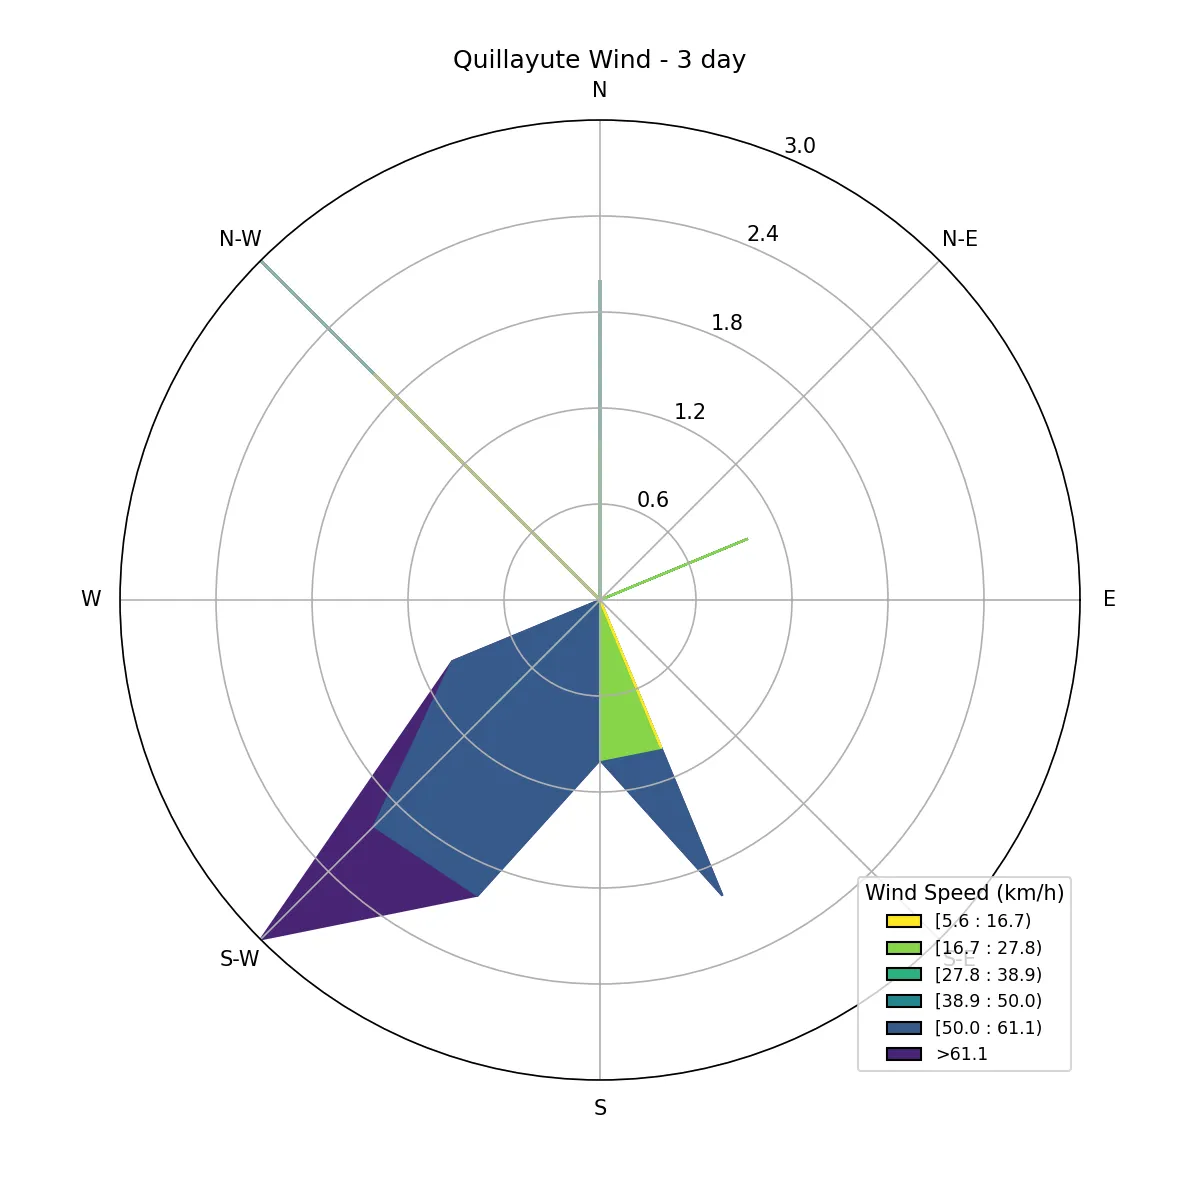 Quillayute Wind - 3 day
N
3.0
N-W
N-E
2.4
1.8
1.2
0.6
W
E
S-W
S-E
S
Wind Speed (km/h)
[5.6 : 16.7)
[16.7 : 27.8)
[27.8 : 38.9)
[38.9 : 50.0)
[50.0 : 61.1)
>61.1